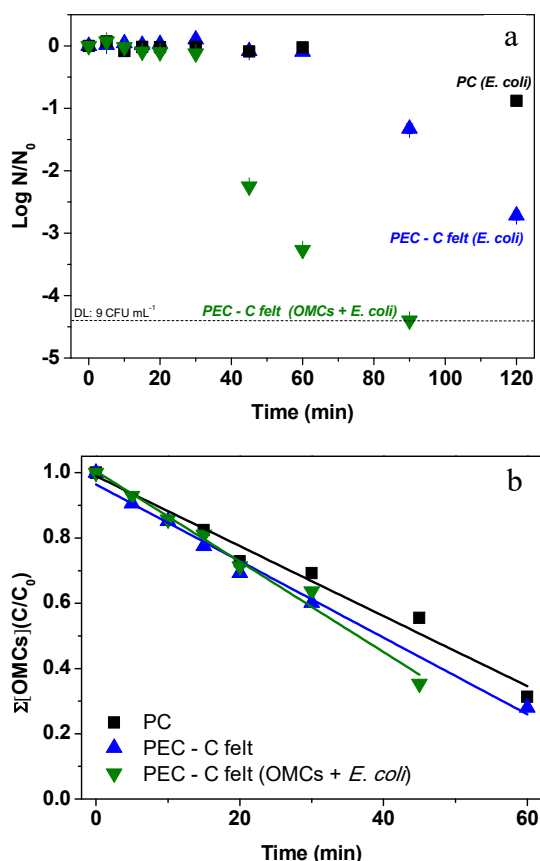 a
0
-1
-2
-3
-4
-5
Log N/N₀
PC (E. coli)
PEC - C felt (E. coli)
PEC - C felt (OMCs + E. coli)
DL: 9 CFU mL⁻¹
0 20 40 60 80 100 120
Time (min)
b
1.0
0.8
0.6
0.4
0.2
0.0
Σ[OMCs](C/C₀)
PC
PEC - C felt
PEC - C felt (OMCs + E. coli)
0 20 40 60
Time (min)